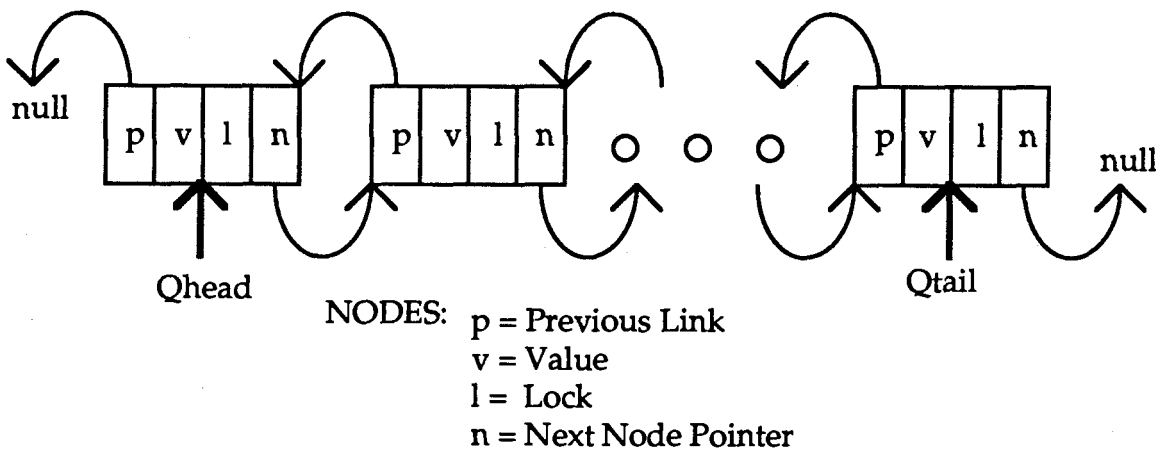 null
p v l n
p v l n
p v l n
null
Qhead
Qtail
NODES: p = Previous Link
v = Value
l = Lock
n = Next Node Pointer